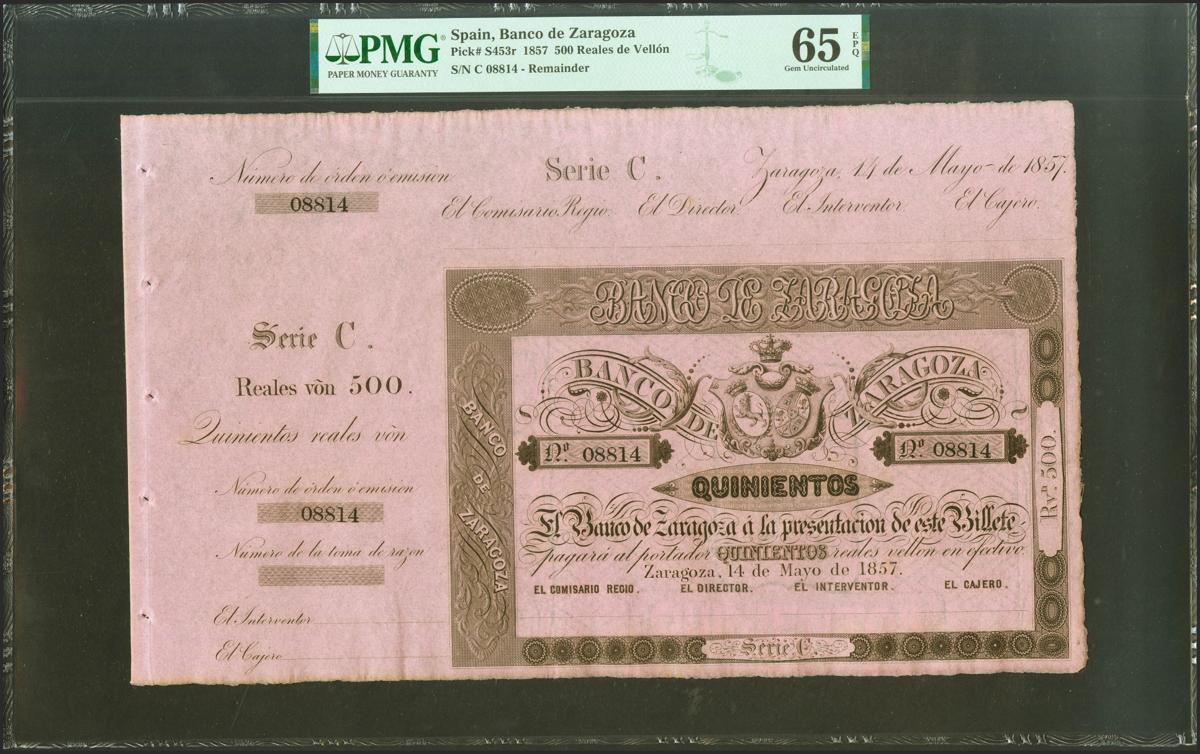 PMG
PAPER MONEY GUARANTY
Spain, Banco de Zaragoza
Pick# S453r 1857 500 Reales de Vellón
S/N C 08814 - Remainder
65 EPQ
Gem Uncirculated
Número de órden ó emision
08814
Serie C.
Zaragoza, 14 de Mayo de 1857.
El Comisario Regio. El Director. El Interventor. El Cajero.
Serie C.
Reales vòn 500.
Quinientos reales vòn
Número de órden ó emision
08814
Número de la toma de razon
El Interventor
El Cajero
BANCO DE ZARAGOZA
BANCO DE ZARAGOZA
BANCO DE ZARAGOZA
Nº. 08814
Nº. 08814
QUINIENTOS
El Banco de Zaragoza á la presentacion de este Billete
pagará al portador QUINIENTOS reales vellon en efectivo.
Zaragoza, 14 de Mayo de 1857.
EL COMISARIO REGIO. EL DIRECTOR. EL INTERVENTOR. EL CAJERO.
Rvn. 500.
Serie C